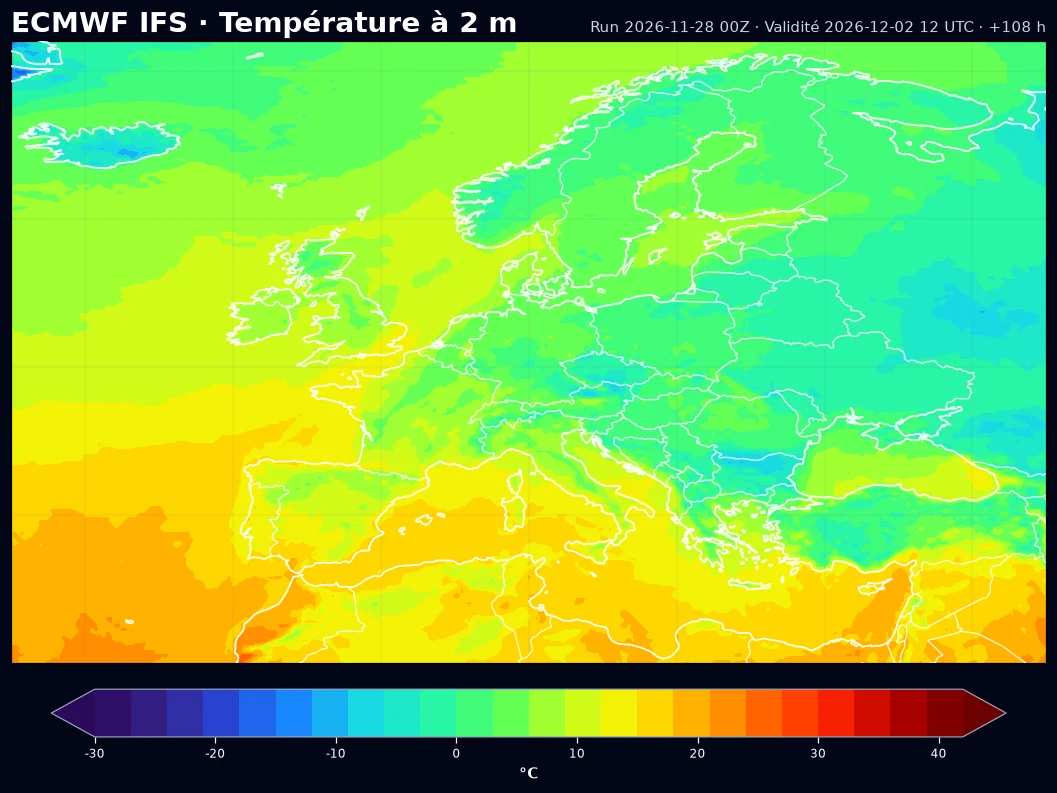 ECMWF IFS · Température à 2 m
Run 2026-11-28 00Z · Validité 2026-12-02 12 UTC · +108 h
-30 -20 -10 0 10 20 30 40
°C